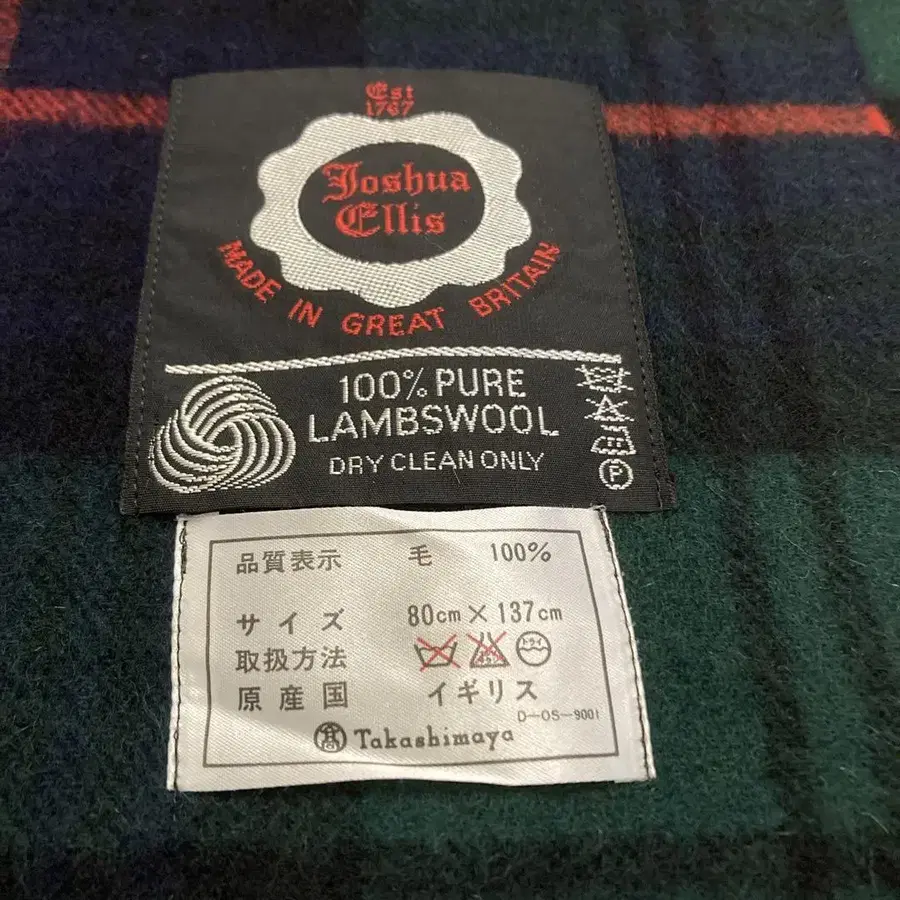 Est
1767
Joshua
Ellis
MADE IN GREAT BRITAIN
100% PURE
LAMBSWOOL
DRY CLEAN ONLY
P
品質表示 毛 100%
サイズ 80cm×137cm
取扱方法 ドライ
原産国 イギリス
D-OS-9001
髙 Takashimaya